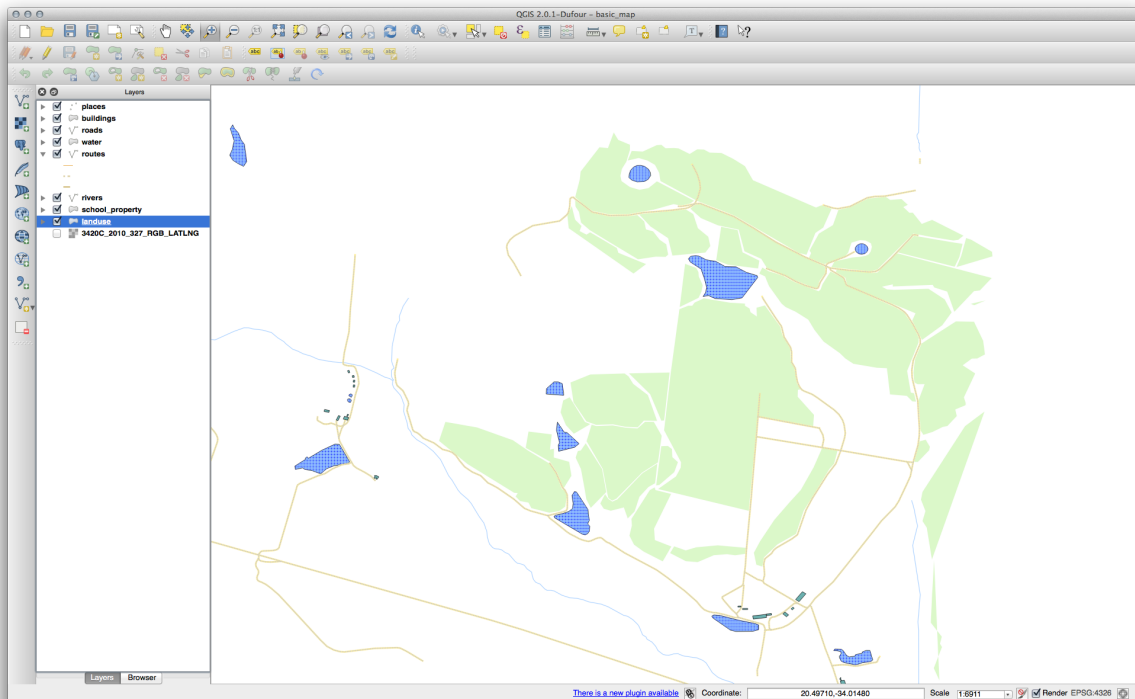 QGIS 2.0.1-Dufour - basic_map
abc
Layers
places
buildings
roads
water
routes
rivers
school_property
landuse
3420C_2010_327_RGB_LATLNG
Layers Browser
There is a new plugin available Coordinate: 20.49710,-34.01480 Scale 1:6911 Render EPSG:4326